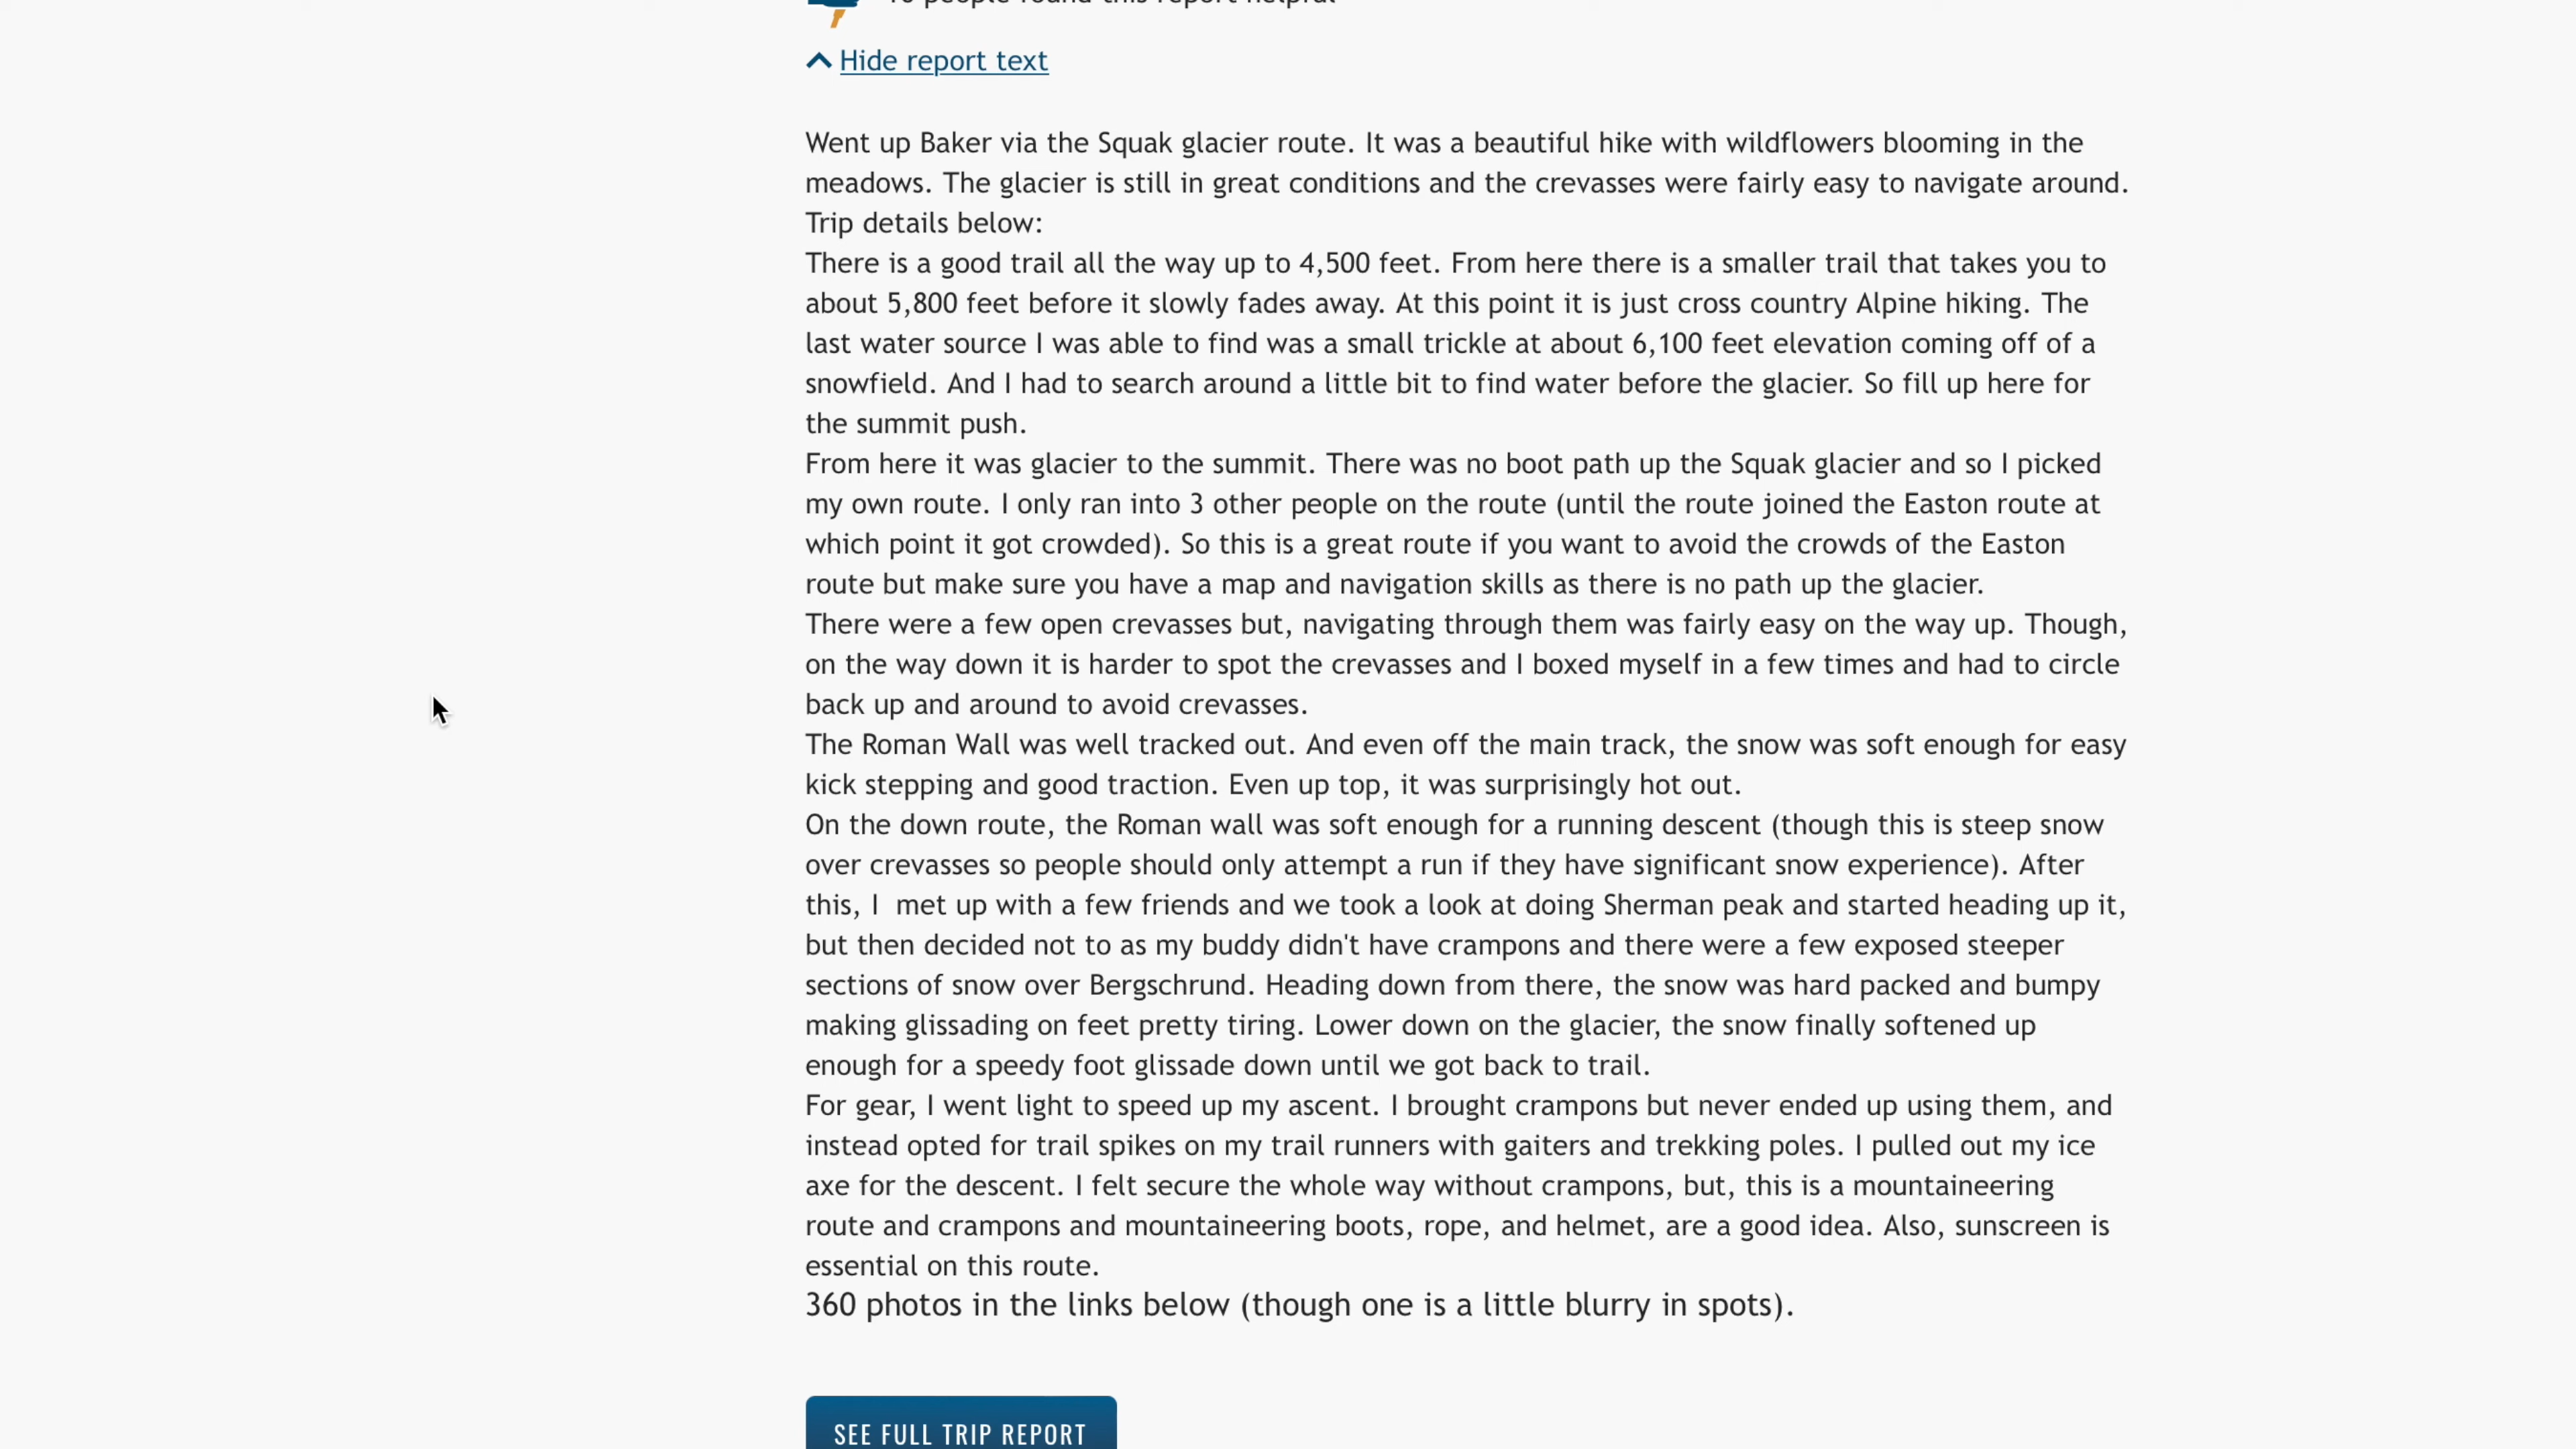 people found this report helpful
Hide report text
Went up Baker via the Squak glacier route. It was a beautiful hike with wildflowers blooming in the
meadows. The glacier is still in great conditions and the crevasses were fairly easy to navigate around.
Trip details below:
There is a good trail all the way up to 4,500 feet. From here there is a smaller trail that takes you to
about 5,800 feet before it slowly fades away. At this point it is just cross country Alpine hiking. The
last water source I was able to find was a small trickle at about 6,100 feet elevation coming off of a
snowfield. And I had to search around a little bit to find water before the glacier. So fill up here for
the summit push.
From here it was glacier to the summit. There was no boot path up the Squak glacier and so I picked
my own route. I only ran into 3 other people on the route (until the route joined the Easton route at
which point it got crowded). So this is a great route if you want to avoid the crowds of the Easton
route but make sure you have a map and navigation skills as there is no path up the glacier.
There were a few open crevasses but, navigating through them was fairly easy on the way up. Though,
on the way down it is harder to spot the crevasses and I boxed myself in a few times and had to circle
back up and around to avoid crevasses.
The Roman Wall was well tracked out. And even off the main track, the snow was soft enough for easy
kick stepping and good traction. Even up top, it was surprisingly hot out.
On the down route, the Roman wall was soft enough for a running descent (though this is steep snow
over crevasses so people should only attempt a run if they have significant snow experience). After
this, I  met up with a few friends and we took a look at doing Sherman peak and started heading up it,
but then decided not to as my buddy didn't have crampons and there were a few exposed steeper
sections of snow over Bergschrund. Heading down from there, the snow was hard packed and bumpy
making glissading on feet pretty tiring. Lower down on the glacier, the snow finally softened up
enough for a speedy foot glissade down until we got back to trail.
For gear, I went light to speed up my ascent. I brought crampons but never ended up using them, and
instead opted for trail spikes on my trail runners with gaiters and trekking poles. I pulled out my ice
axe for the descent. I felt secure the whole way without crampons, but, this is a mountaineering
route and crampons and mountaineering boots, rope, and helmet, are a good idea. Also, sunscreen is
essential on this route.
360 photos in the links below (though one is a little blurry in spots).
SEE FULL TRIP REPORT